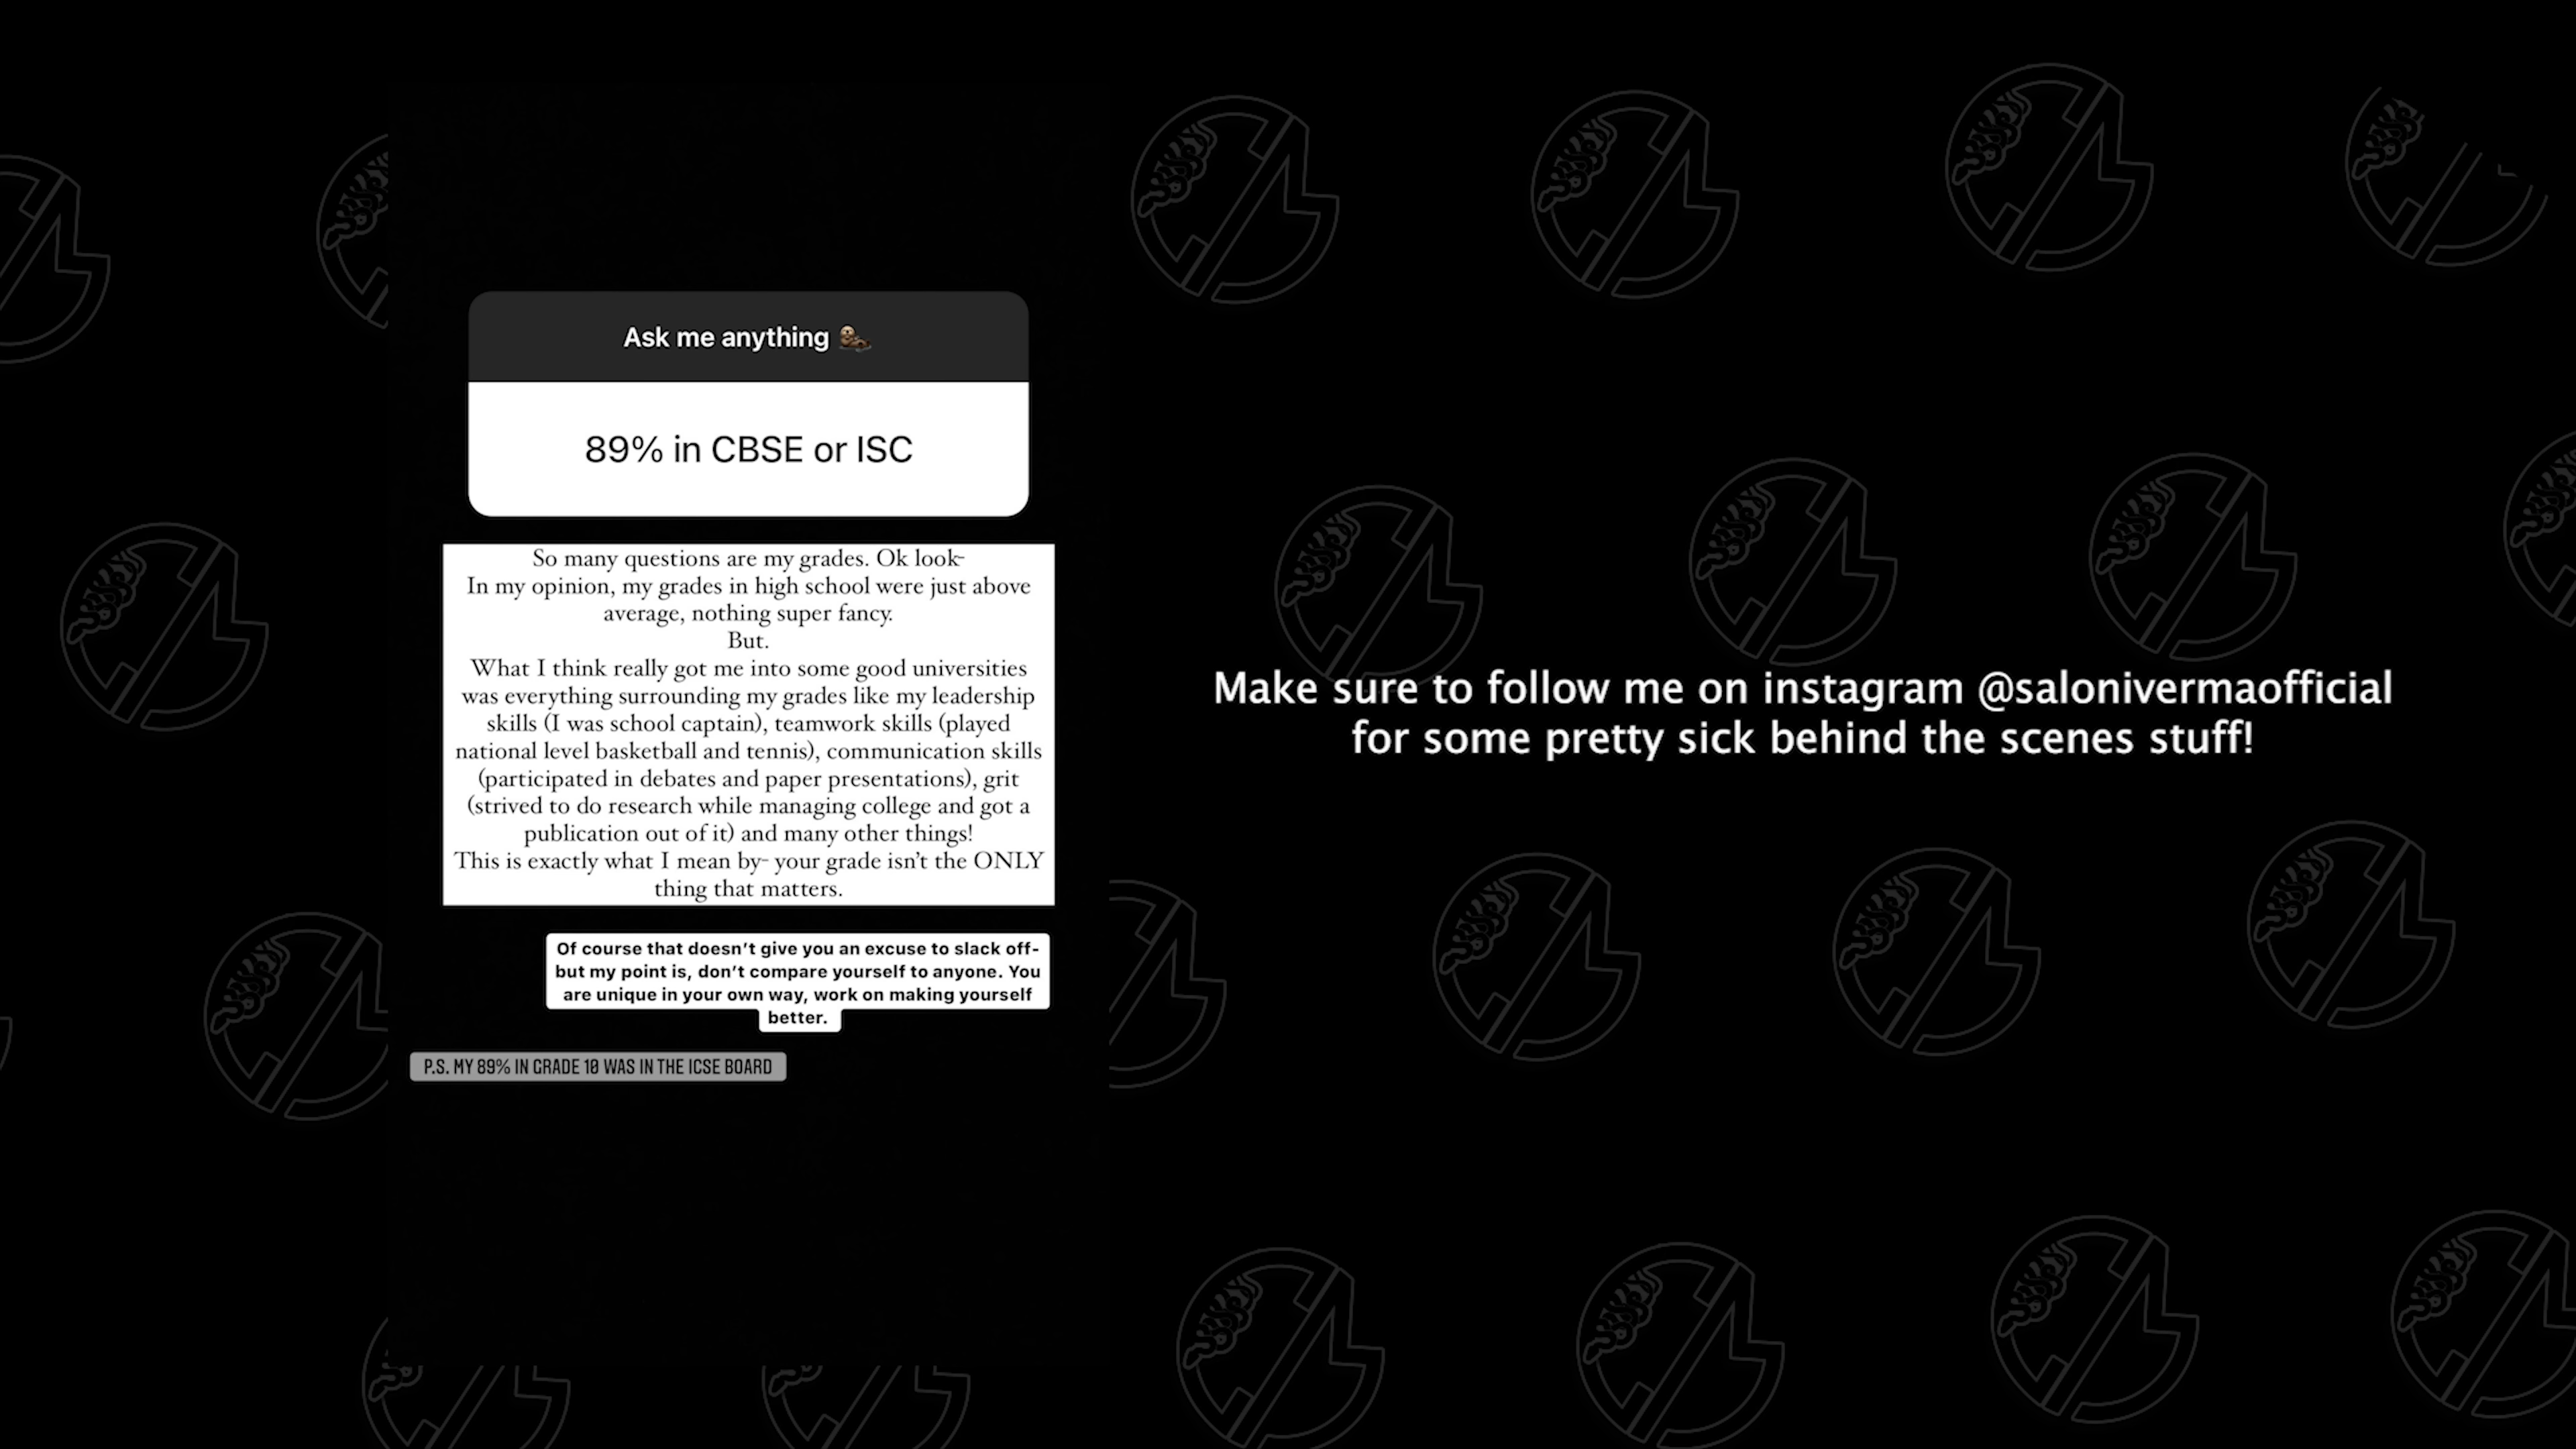 Ask me anything 🦦
89% in CBSE or ISC
So many questions are my grades. Ok look-
In my opinion, my grades in high school were just above
average, nothing super fancy.
But.
What I think really got me into some good universities
was everything surrounding my grades like my leadership
skills (I was school captain), teamwork skills (played
national level basketball and tennis), communication skills
(participated in debates and paper presentations), grit
(strived to do research while managing college and got a
publication out of it) and many other things!
This is exactly what I mean by- your grade isn't the ONLY
thing that matters.
Of course that doesn't give you an excuse to slack off-
but my point is, don't compare yourself to anyone. You
are unique in your own way, work on making yourself
better.
P.S. MY 89% IN GRADE 10 WAS IN THE ICSE BOARD
Make sure to follow me on instagram @salonivermaofficial
for some pretty sick behind the scenes stuff!